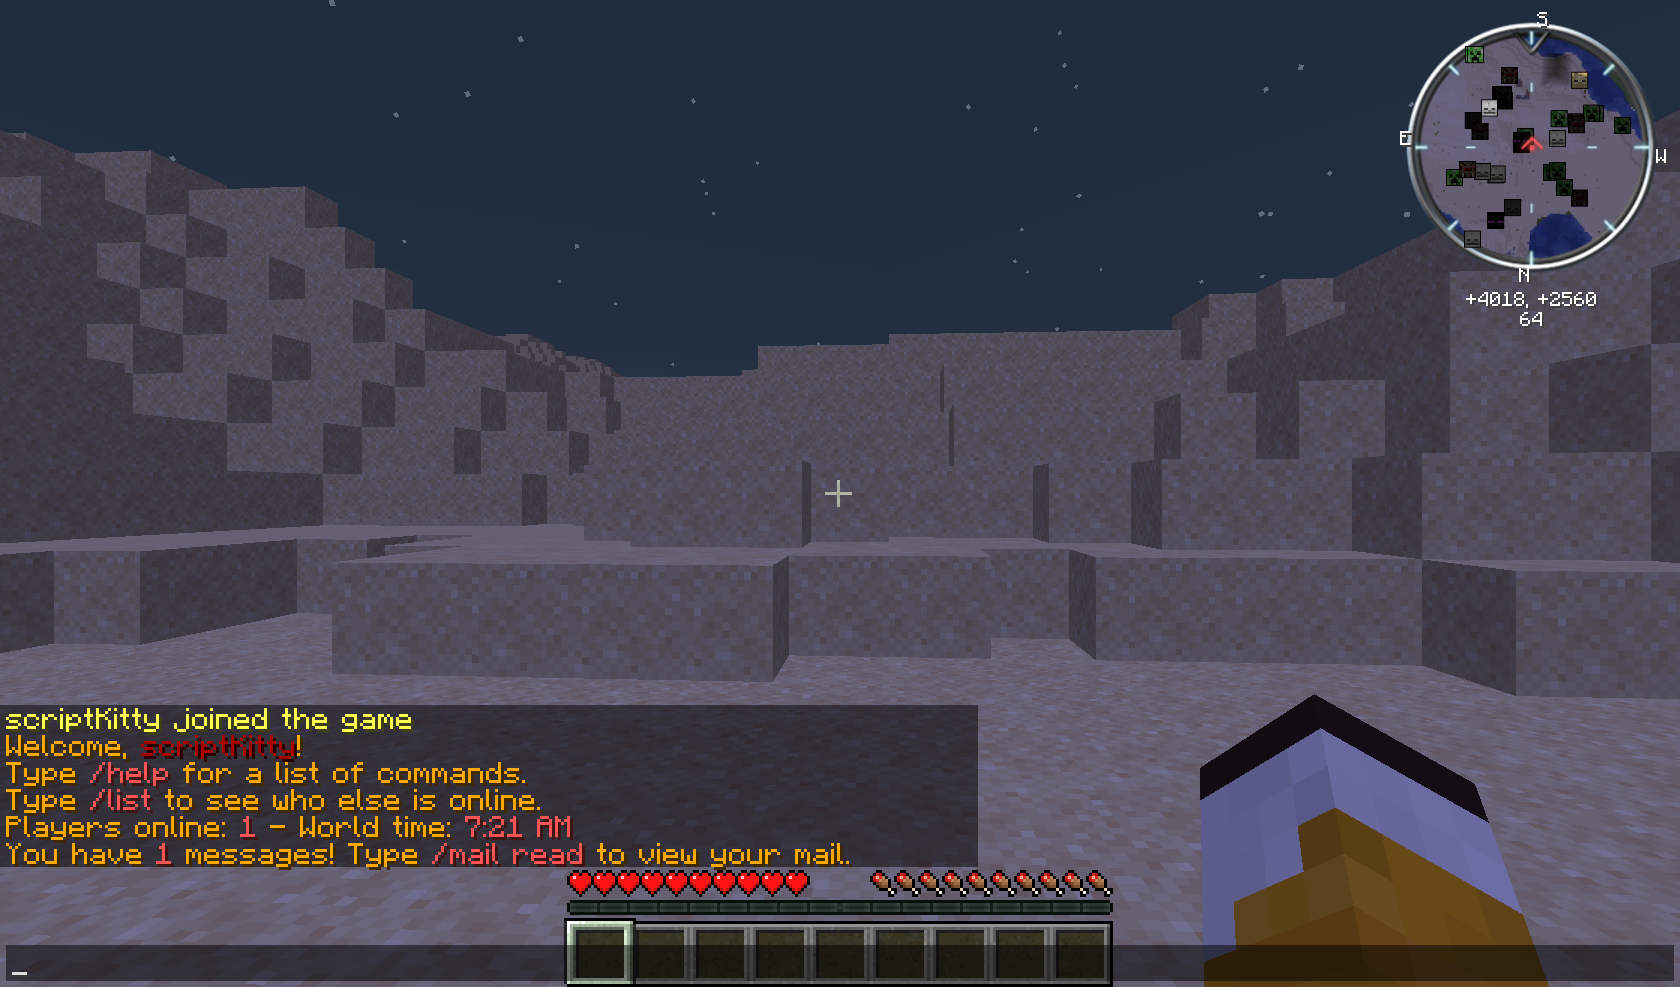 S
E
W
N
+4018, +2560
64
scriptKitty joined the game
Welcome, scriptKitty!
Type /help for a list of commands.
Type /list to see who else is online.
Players online: 1 - World time: 7:21 AM
You have 1 messages! Type /mail read to view your mail.
_